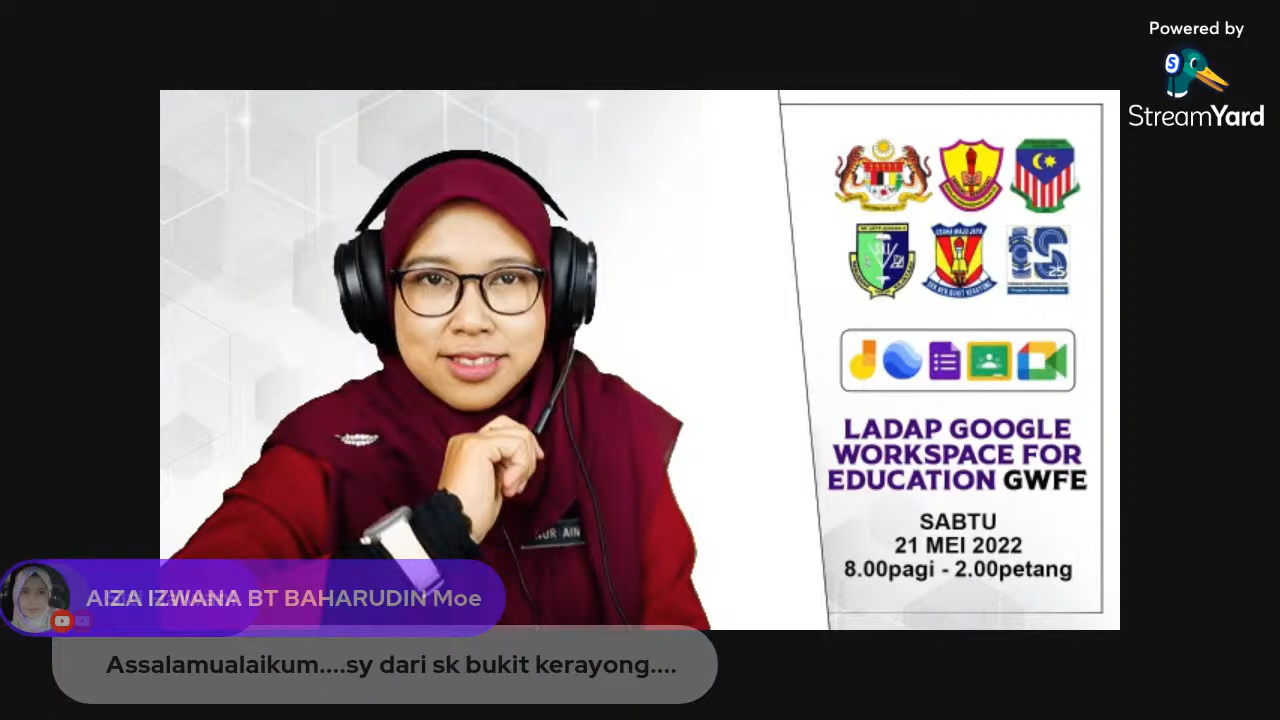 Powered by
StreamYard
25
LADAP GOOGLE
WORKSPACE FOR
EDUCATION GWFE
SABTU
21 MEI 2022
8.00pagi - 2.00petang
NUR AIN
AIZA IZWANA BT BAHARUDIN Moe
Assalamualaikum....sy dari sk bukit kerayong....